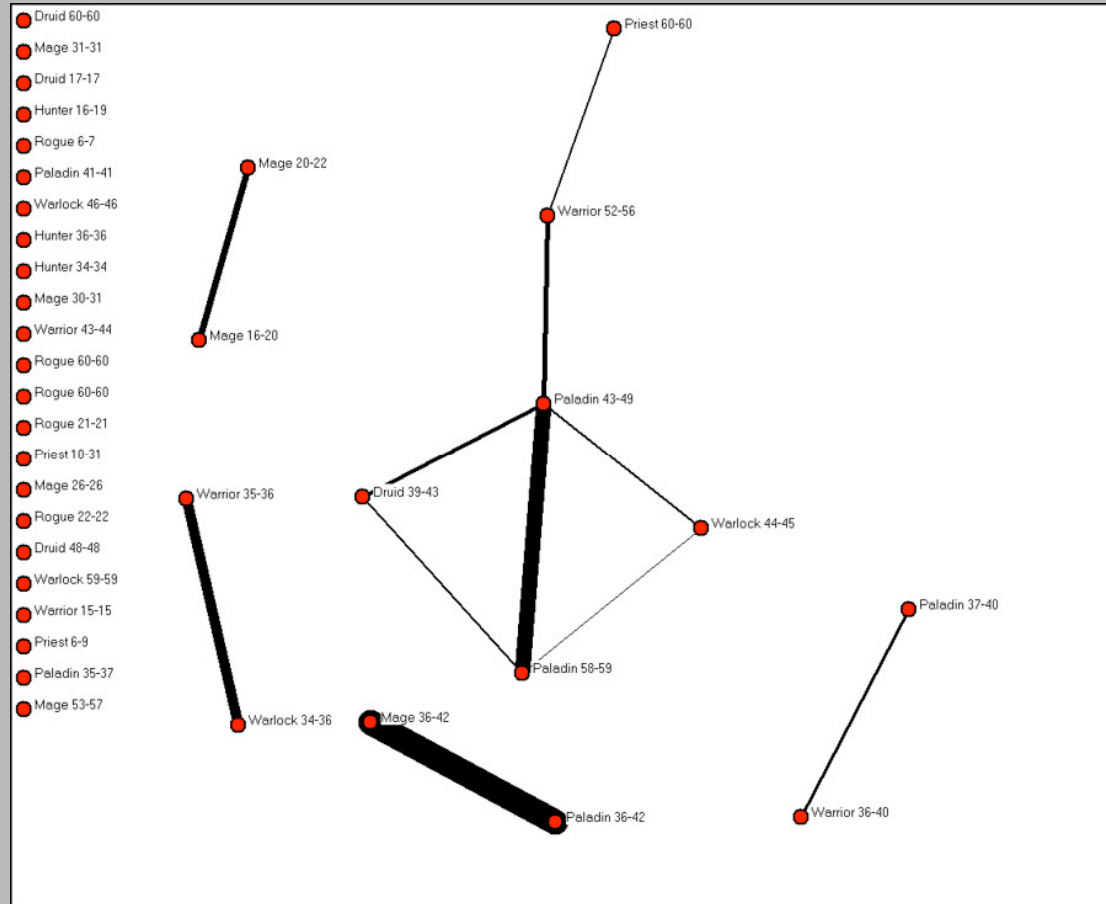 Druid 60-60
Mage 31-31
Druid 17-17
Hunter 16-19
Rogue 6-7
Paladin 41-41
Warlock 46-46
Hunter 36-36
Hunter 34-34
Mage 30-31
Warrior 43-44
Rogue 60-60
Rogue 60-60
Rogue 21-21
Priest 10-31
Mage 26-26
Rogue 22-22
Druid 48-48
Warlock 59-59
Warrior 15-15
Priest 6-9
Paladin 35-37
Mage 53-57
Priest 60-60
Mage 20-22
Warrior 52-56
Mage 16-20
Paladin 43-49
Warrior 35-36
Druid 39-43
Warlock 44-45
Paladin 37-40
Paladin 58-59
Warlock 34-36
Mage 36-42
Paladin 36-42
Warrior 36-40